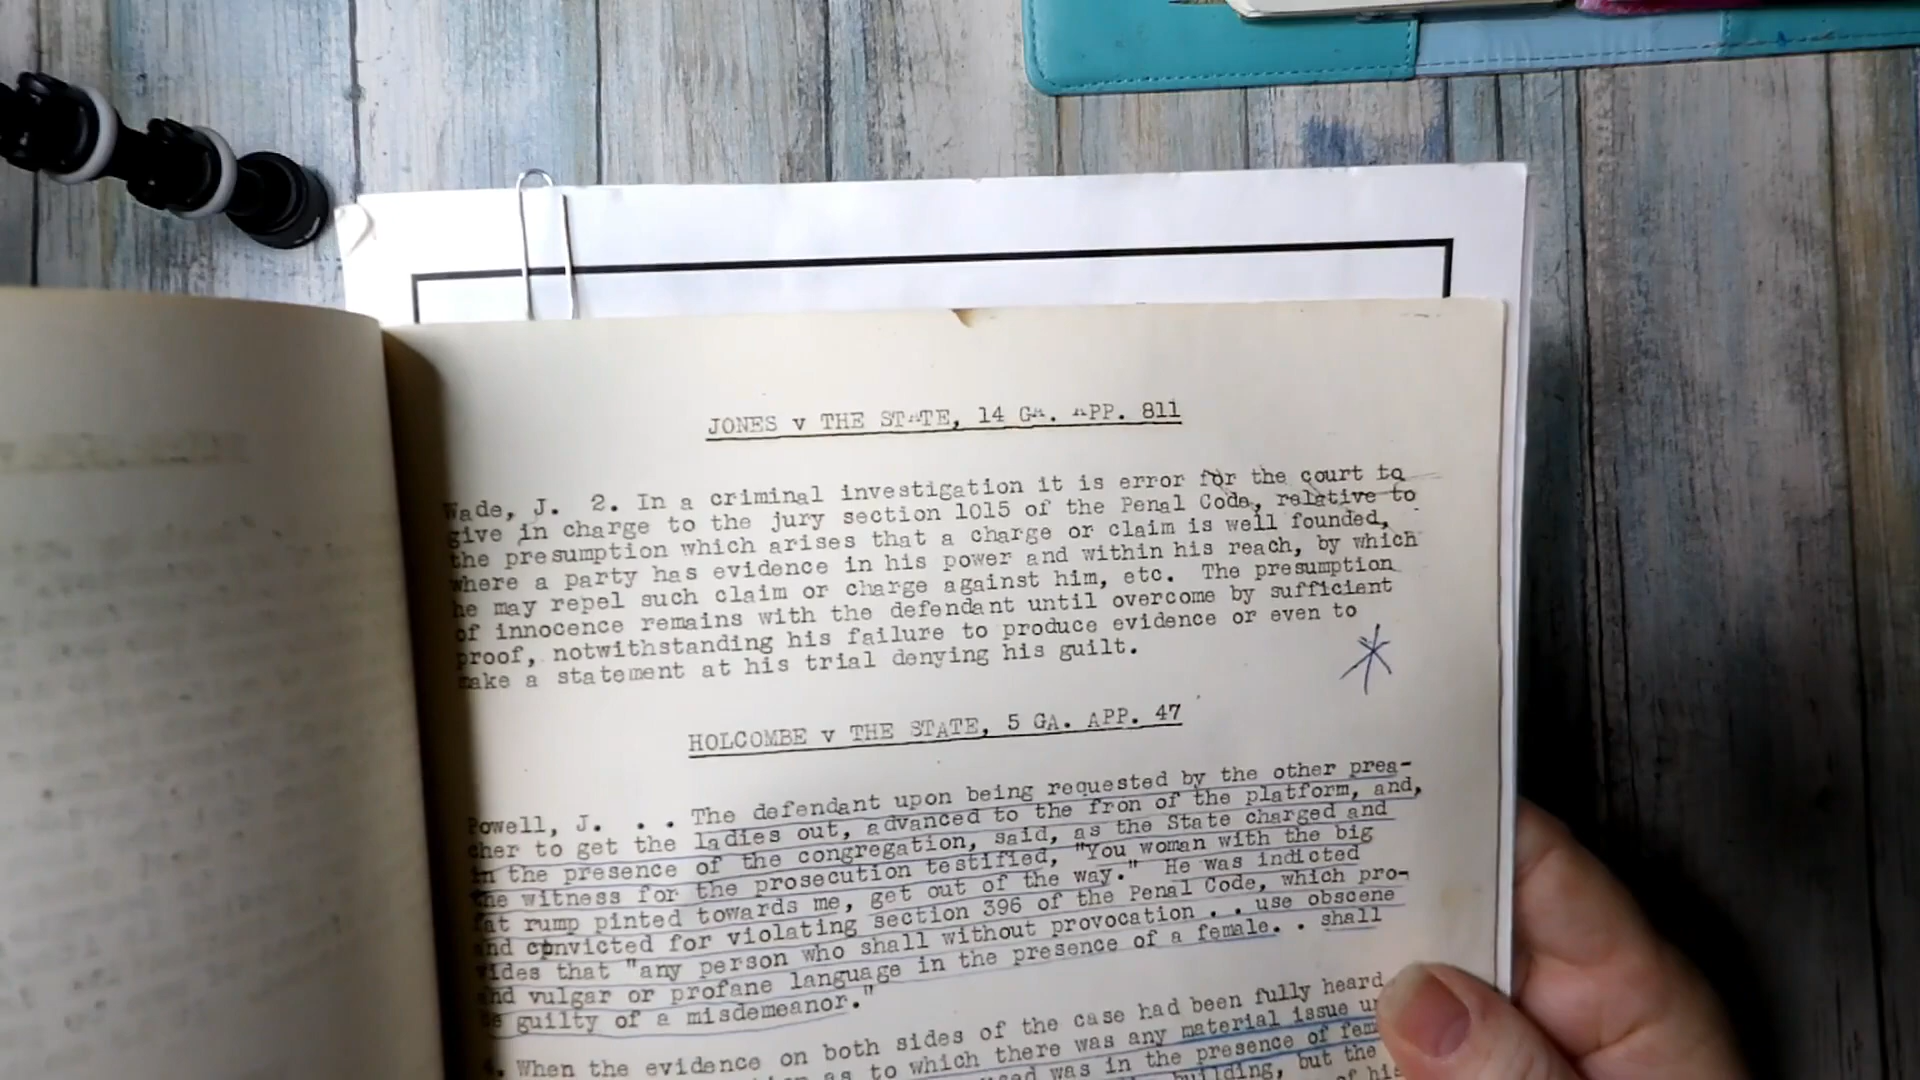 JONES v THE STATE, 14 GA. APP. 811
Wade, J. 2. In a criminal investigation it is error for the court to
give in charge to the jury section 1015 of the Penal Code, relative to
the presumption which arises that a charge or claim is well founded,
where a party has evidence in his power and within his reach, by which
he may repel such claim or charge against him, etc. The presumption
of innocence remains with the defendant until overcome by sufficient
proof, notwithstanding his failure to produce evidence or even to
make a statement at his trial denying his guilt.
HOLCOMBE v THE STATE, 5 GA. APP. 47
Powell, J. . . The defendant upon being requested by the other prea-
cher to get the ladies out, advanced to the fron of the platform, and,
in the presence of the congregation, said, as the State charged and
the witness for the prosecution testified, "You woman with the big
fat rump pinted towards me, get out of the way." He was indicted
and convicted for violating section 396 of the Penal Code, which pro-
vides that "any person who shall without provocation . . use obscene
and vulgar or profane language in the presence of a female. . shall
be guilty of a misdemeanor."
4. When the evidence on both sides of the case had been fully heard
as to which there was any material issue
was in the presence of
building, but the
of his